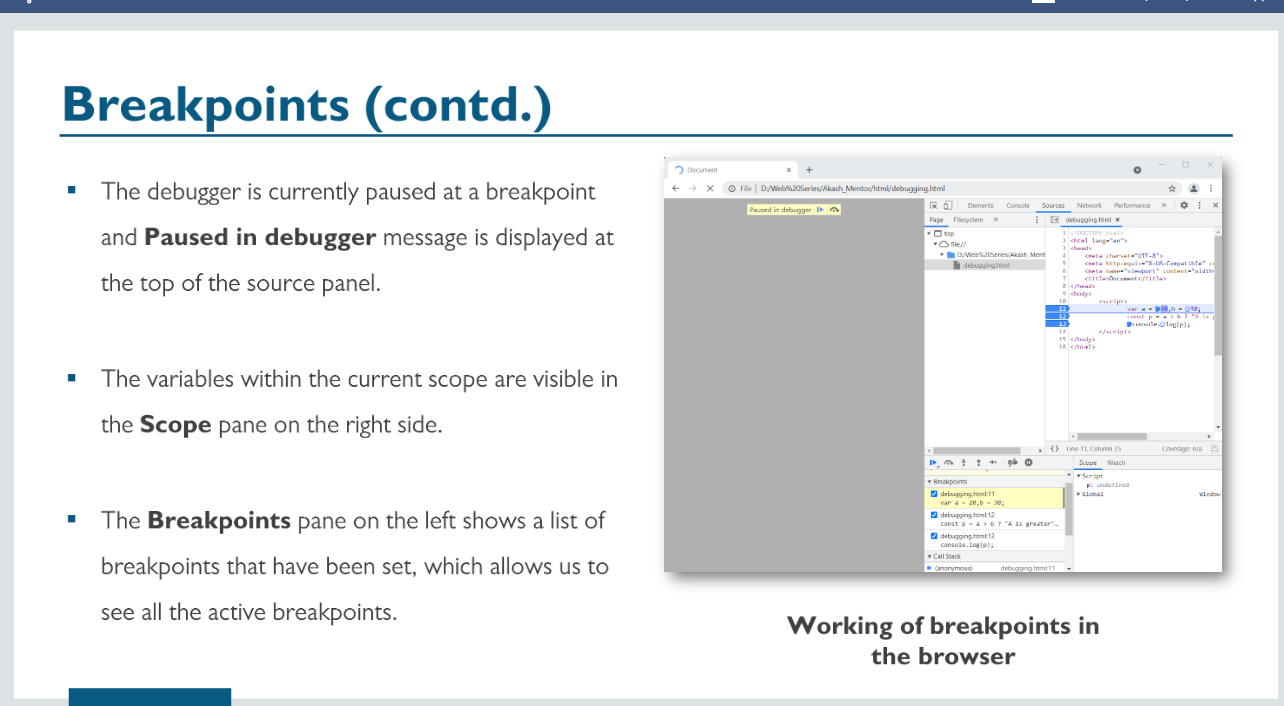 Breakpoints (contd.)
The debugger is currently paused at a breakpoint
and Paused in debugger message is displayed at
the top of the source panel.
The variables within the current scope are visible in
the Scope pane on the right side.
The Breakpoints pane on the left shows a list of
breakpoints that have been set, which allows us to
see all the active breakpoints.
Document
File | D:/Web%20Series/Akash_Mentor/html/debugging.html
Paused in debugger
Elements Console Sources Network Performance
Page Filesystem
debugging.html
top
file://
D:/Web%20Series/Akash_Ment
debugging.html
1 <!DOCTYPE html>
2 <html lang="en">
3 <head>
4 <meta charset="UTF-8">
5 <meta http-equiv="X-UA-Compatible" c
6 <meta name="viewport" content="width=
7 <title>Document</title>
8 </head>
9 <body>
10 <script>
11 var a = 20,b = 30;
12 const p = a > b ? "A is g
13 console.log(p);
14 </script>
15 </body>
16 </html>
{} Line 11, Column 25 Coverage: n/a
Scope Watch
Script
p: undefined
Global Window
Breakpoints
debugging.html:11
var a = 20,b = 30;
debugging.html:12
const p = a > b ? "A is greater"…
debugging.html:13
console.log(p);
Call Stack
(anonymous) debugging.html:11
Working of breakpoints in
the browser